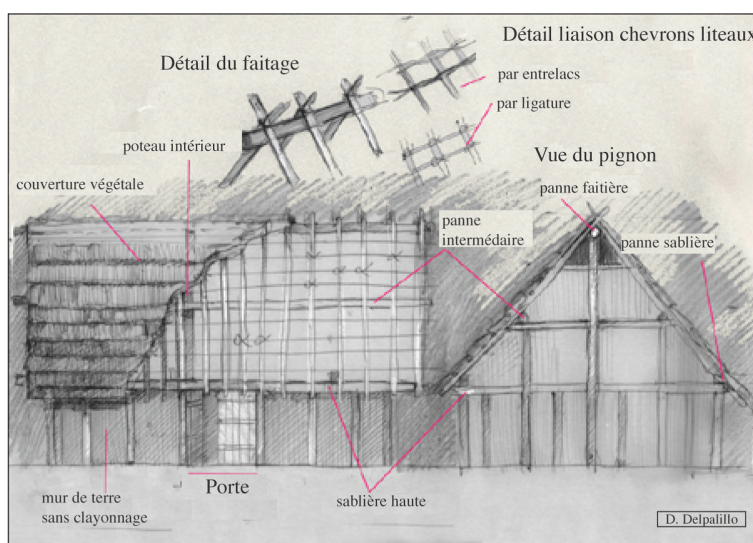 Détail du faitage
Détail liaison chevrons liteaux
par entrelacs
par ligature
poteau intérieur
couverture végétale
Vue du pignon
panne faitière
panne
intermédaire
panne sablière
mur de terre
sans clayonnage
Porte
sablière haute
D. Delpalillo